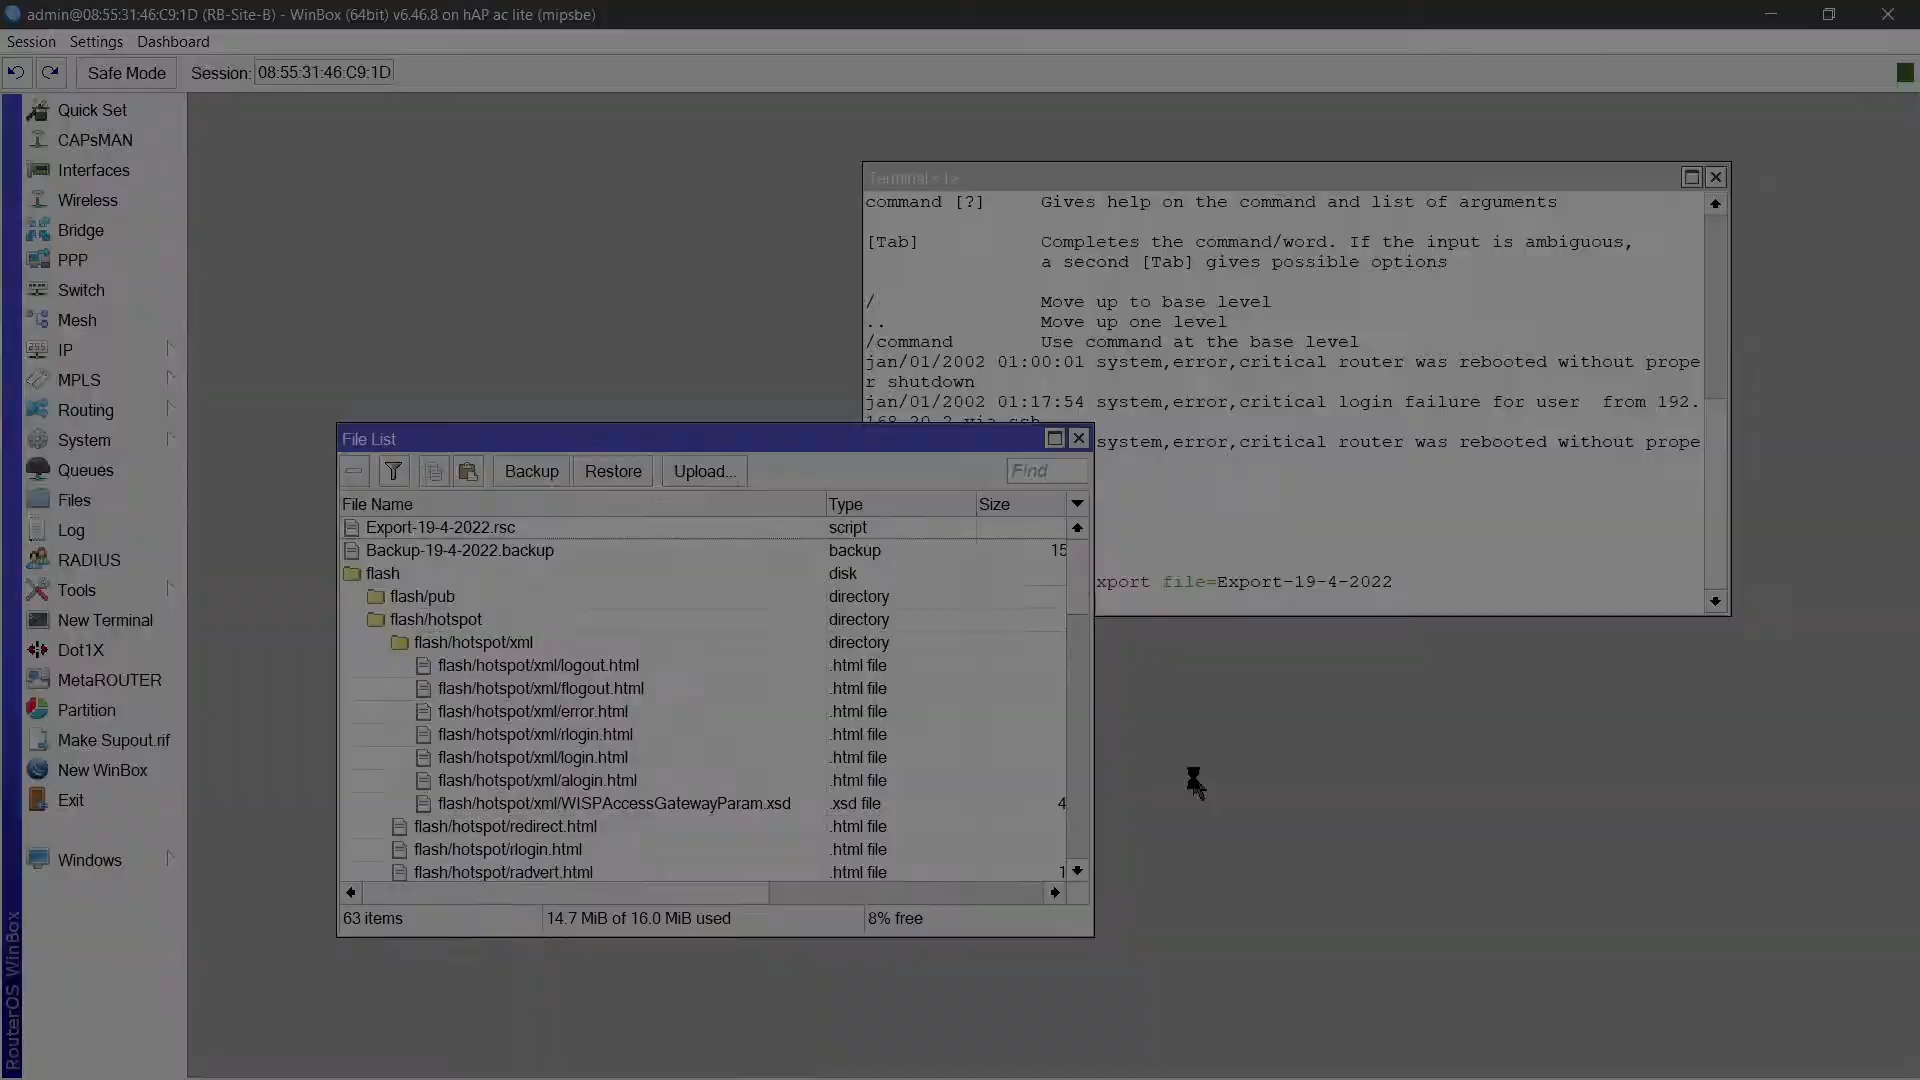 admin@08:55:31:46:C9:1D (RB-Site-B) - WinBox (64bit) v6.46.8 on hAP ac lite (mipsbe)
Session Settings Dashboard
Safe Mode Session: 08:55:31:46:C9:1D
Quick Set
CAPsMAN
Interfaces
Wireless
Bridge
PPP
Switch
Mesh
IP
MPLS
Routing
System
Queues
Files
Log
RADIUS
Tools
New Terminal
Dot1X
MetaROUTER
Partition
Make Supout.rif
New WinBox
Exit
Windows
RouterOS WinBox
Terminal <1>
command [?] Gives help on the command and list of arguments
[Tab] Completes the command/word. If the input is ambiguous,
a second [Tab] gives possible options
/ Move up to base level
.. Move up one level
/command Use command at the base level
jan/01/2002 01:00:01 system,error,critical router was rebooted without prope
r shutdown
jan/01/2002 01:17:54 system,error,critical login failure for user from 192.
168.20.2 via ssh
system,error,critical router was rebooted without prope
xport file=Export-19-4-2022
File List
Backup Restore Upload... Find
File Name Type Size
Export-19-4-2022.rsc script
Backup-19-4-2022.backup backup 15
flash disk
flash/pub directory
flash/hotspot directory
flash/hotspot/xml directory
flash/hotspot/xml/logout.html .html file
flash/hotspot/xml/flogout.html .html file
flash/hotspot/xml/error.html .html file
flash/hotspot/xml/rlogin.html .html file
flash/hotspot/xml/login.html .html file
flash/hotspot/xml/alogin.html .html file
flash/hotspot/xml/WISPAccessGatewayParam.xsd .xsd file 4
flash/hotspot/redirect.html .html file
flash/hotspot/rlogin.html .html file
flash/hotspot/radvert.html .html file 1
63 items 14.7 MiB of 16.0 MiB used 8% free